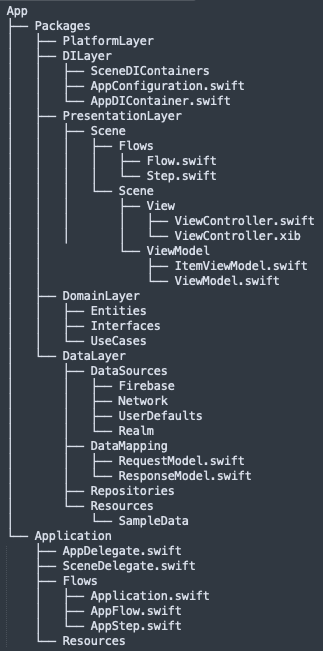 App
├── Packages
│   ├── PlatformLayer
│   ├── DILayer
│   │   ├── SceneDIContainers
│   │   ├── AppConfiguration.swift
│   │   ├── AppDIContainer.swift
│   ├── PresentationLayer
│   │   ├── Scene
│   │   │   ├── Flows
│   │   │   │   ├── Flow.swift
│   │   │   │   └── Step.swift
│   │   │   ├── Scene
│   │   │       ├── View
│   │   │       │   ├── ViewController.swift
│   │   │       │   └── ViewController.xib
│   │   │       └── ViewModel
│   │           ├── ItemViewModel.swift
│   │           └── ViewModel.swift
│   ├── DomainLayer
│   │   ├── Entities
│   │   ├── Interfaces
│   │   ├── UseCases
│   └── DataLayer
│       ├── DataSources
│       │   ├── Firebase
│       │   ├── Network
│       │   ├── UserDefaults
│       │   └── Realm
│       ├── DataMapping
│       │   ├── RequestModel.swift
│       │   └── ResponseModel.swift
│       ├── Repositories
│       └── Resources
│           └── SampleData
└── Application
    ├── AppDelegate.swift
    ├── SceneDelegate.swift
    ├── Flows
    │   ├── Application.swift
    │   ├── AppFlow.swift
    │   └── AppStep.swift
    └── Resources